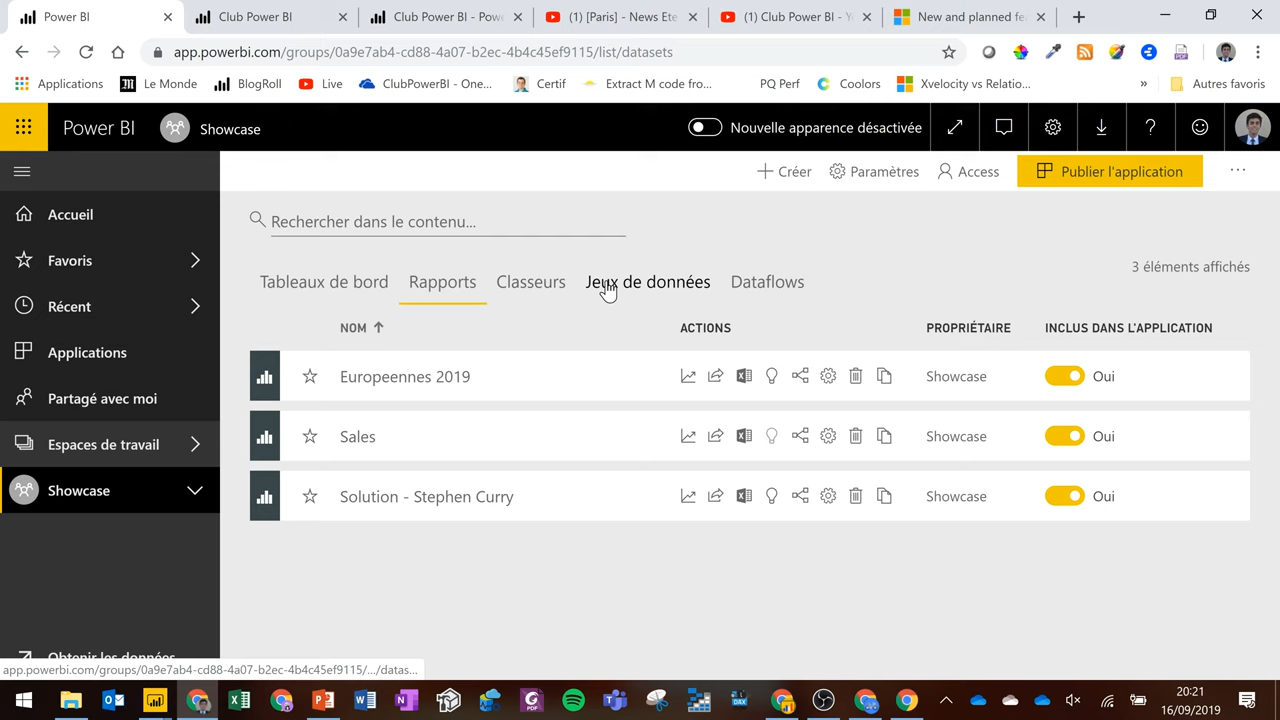 Power BI
Club Power BI
Club Power BI - Pow
(1) [Paris] - News Ete
(1) Club Power BI - Y
New and planned fe
app.powerbi.com/groups/0a9e7ab4-cd88-4a07-b2ec-4b4c45ef9115/list/datasets
Applications
Le Monde
BlogRoll
Live
ClubPowerBI - One...
Certif
Extract M code fro...
PQ Perf
Coolors
Xvelocity vs Relatio...
»
Autres favoris
Power BI
Showcase
Nouvelle apparence désactivée
Créer
Paramètres
Access
Publier l'application
Accueil
Favoris
Récent
Applications
Partagé avec moi
Espaces de travail
Showcase
Obtenir les données
Rechercher dans le contenu...
3 éléments affichés
Tableaux de bord
Rapports
Classeurs
Jeux de données
Dataflows
NOM
ACTIONS
PROPRIÉTAIRE
INCLUS DANS L'APPLICATION
Europeennes 2019
Showcase
Oui
Sales
Showcase
Oui
Solution - Stephen Curry
Showcase
Oui
app.powerbi.com/groups/0a9e7ab4-cd88-4a07-b2ec-4b4c45ef9115/.../datas...
20:21
16/09/2019